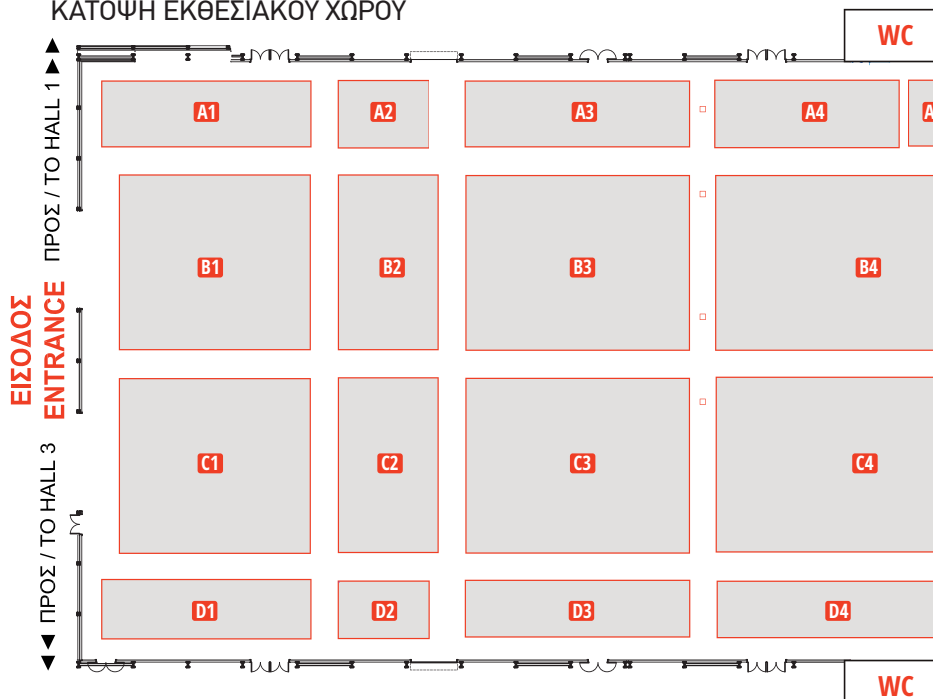 ΚΑΤΟΨΗ ΕΚΘΕΣΙΑΚΟΥ ΧΩΡΟΥ
WC
A1
A2
A3
A4
ΠΡΟΣ / TO HALL 1
B1
B2
B3
B4
ΕΙΣΟΔΟΣ
ENTRANCE
C1
C2
C3
C4
ΠΡΟΣ / TO HALL 3
D1
D2
D3
D4
WC